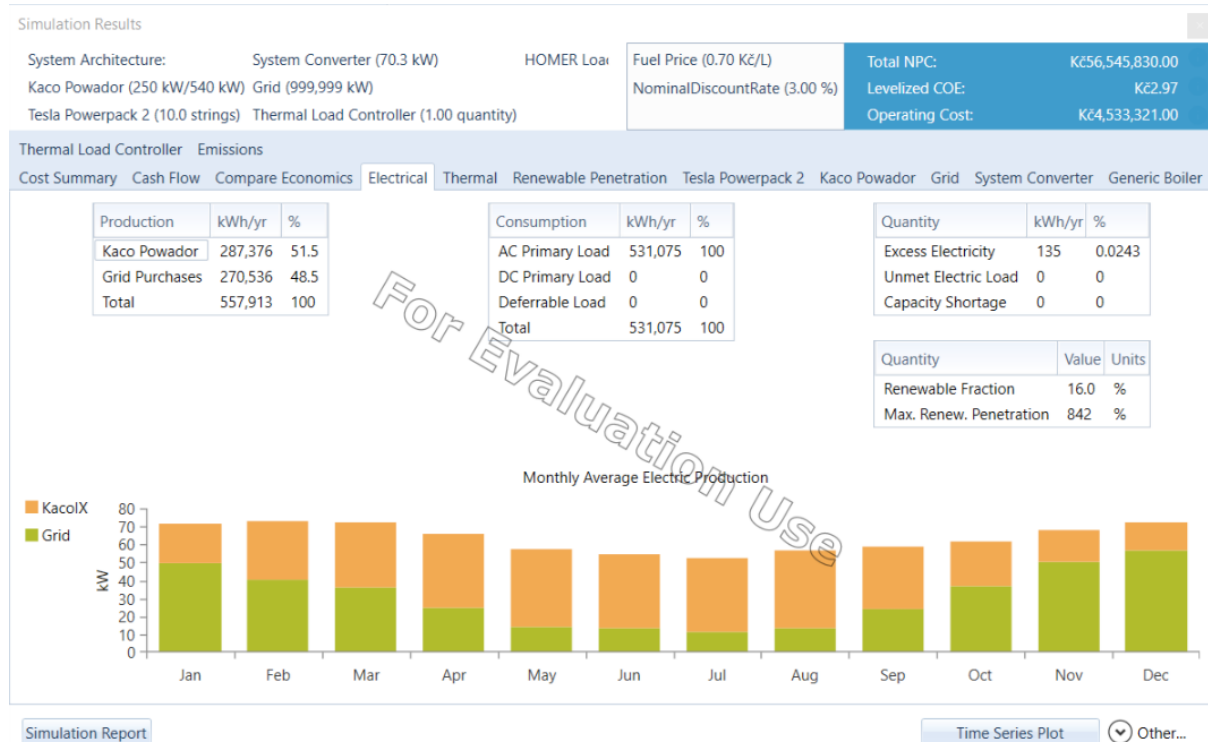 Simulation Results
System Architecture: System Converter (70.3 kW) HOMER Load
Kaco Powador (250 kW/540 kW) Grid (999,999 kW)
Tesla Powerpack 2 (10.0 strings) Thermal Load Controller (1.00 quantity)
Fuel Price (0.70 Kč/L)
NominalDiscountRate (3.00 %)
Total NPC: Kč56,545,830.00
Levelized COE: Kč2.97
Operating Cost: Kč4,533,321.00
Thermal Load Controller Emissions
Cost Summary Cash Flow Compare Economics Electrical Thermal Renewable Penetration Tesla Powerpack 2 Kaco Powador Grid System Converter Generic Boiler
Production kWh/yr %
Kaco Powador 287,376 51.5
Grid Purchases 270,536 48.5
Total 557,913 100
Consumption kWh/yr %
AC Primary Load 531,075 100
DC Primary Load 0 0
Deferrable Load 0 0
Total 531,075 100
Quantity kWh/yr %
Excess Electricity 135 0.0243
Unmet Electric Load 0 0
Capacity Shortage 0 0
Quantity Value Units
Renewable Fraction 16.0 %
Max. Renew. Penetration 842 %
For Evaluation Use
Monthly Average Electric Production
KacoIX
Grid
kW
80
70
60
50
40
30
20
10
0
Jan Feb Mar Apr May Jun Jul Aug Sep Oct Nov Dec
Simulation Report Time Series Plot Other...